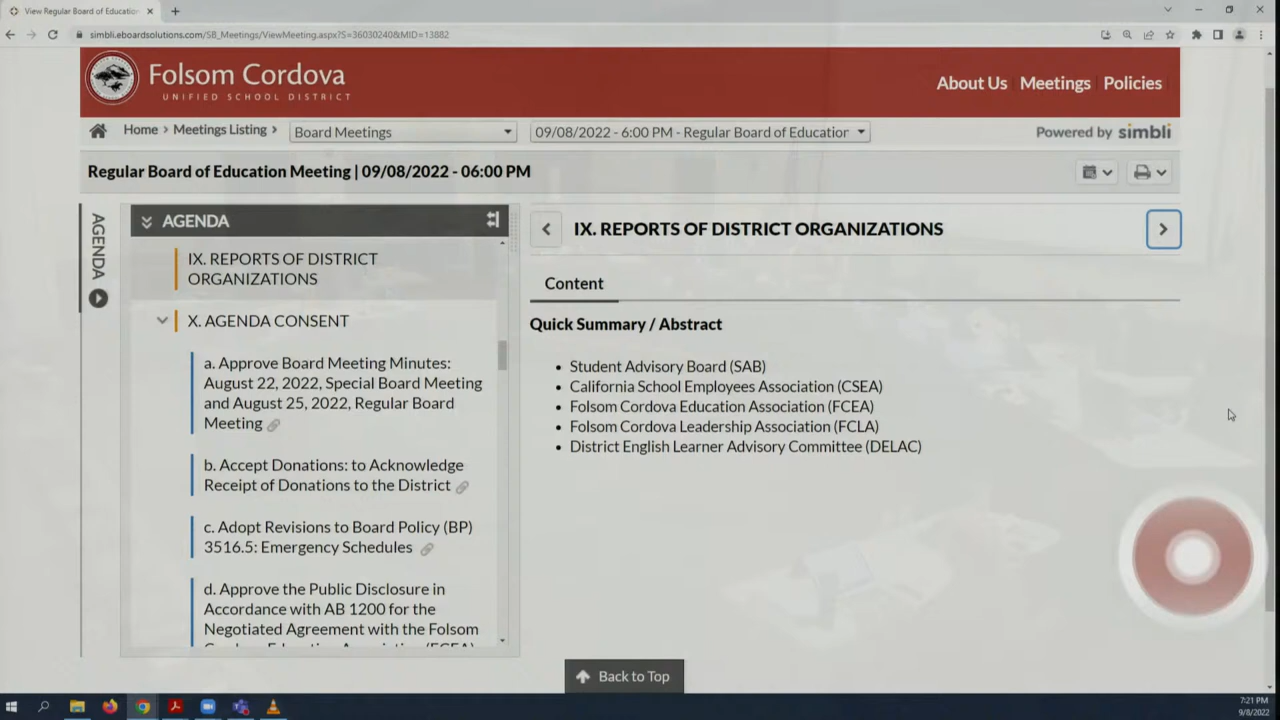 View Regular Board of Education
simbli.eboardsolutions.com/SB_Meetings/ViewMeeting.aspx?S=36030240&MID=13882
Folsom Cordova
UNIFIED SCHOOL DISTRICT
About Us Meetings Policies
Home > Meetings Listing > Board Meetings 09/08/2022 - 6:00 PM - Regular Board of Education Powered by simbli
Regular Board of Education Meeting | 09/08/2022 - 06:00 PM
AGENDA
AGENDA
IX. REPORTS OF DISTRICT
ORGANIZATIONS
X. AGENDA CONSENT
a. Approve Board Meeting Minutes:
August 22, 2022, Special Board Meeting
and August 25, 2022, Regular Board
Meeting
b. Accept Donations: to Acknowledge
Receipt of Donations to the District
c. Adopt Revisions to Board Policy (BP)
3516.5: Emergency Schedules
d. Approve the Public Disclosure in
Accordance with AB 1200 for the
Negotiated Agreement with the Folsom
IX. REPORTS OF DISTRICT ORGANIZATIONS
Content
Quick Summary / Abstract
• Student Advisory Board (SAB)
• California School Employees Association (CSEA)
• Folsom Cordova Education Association (FCEA)
• Folsom Cordova Leadership Association (FCLA)
• District English Learner Advisory Committee (DELAC)
Back to Top
7:21 PM
9/8/2022